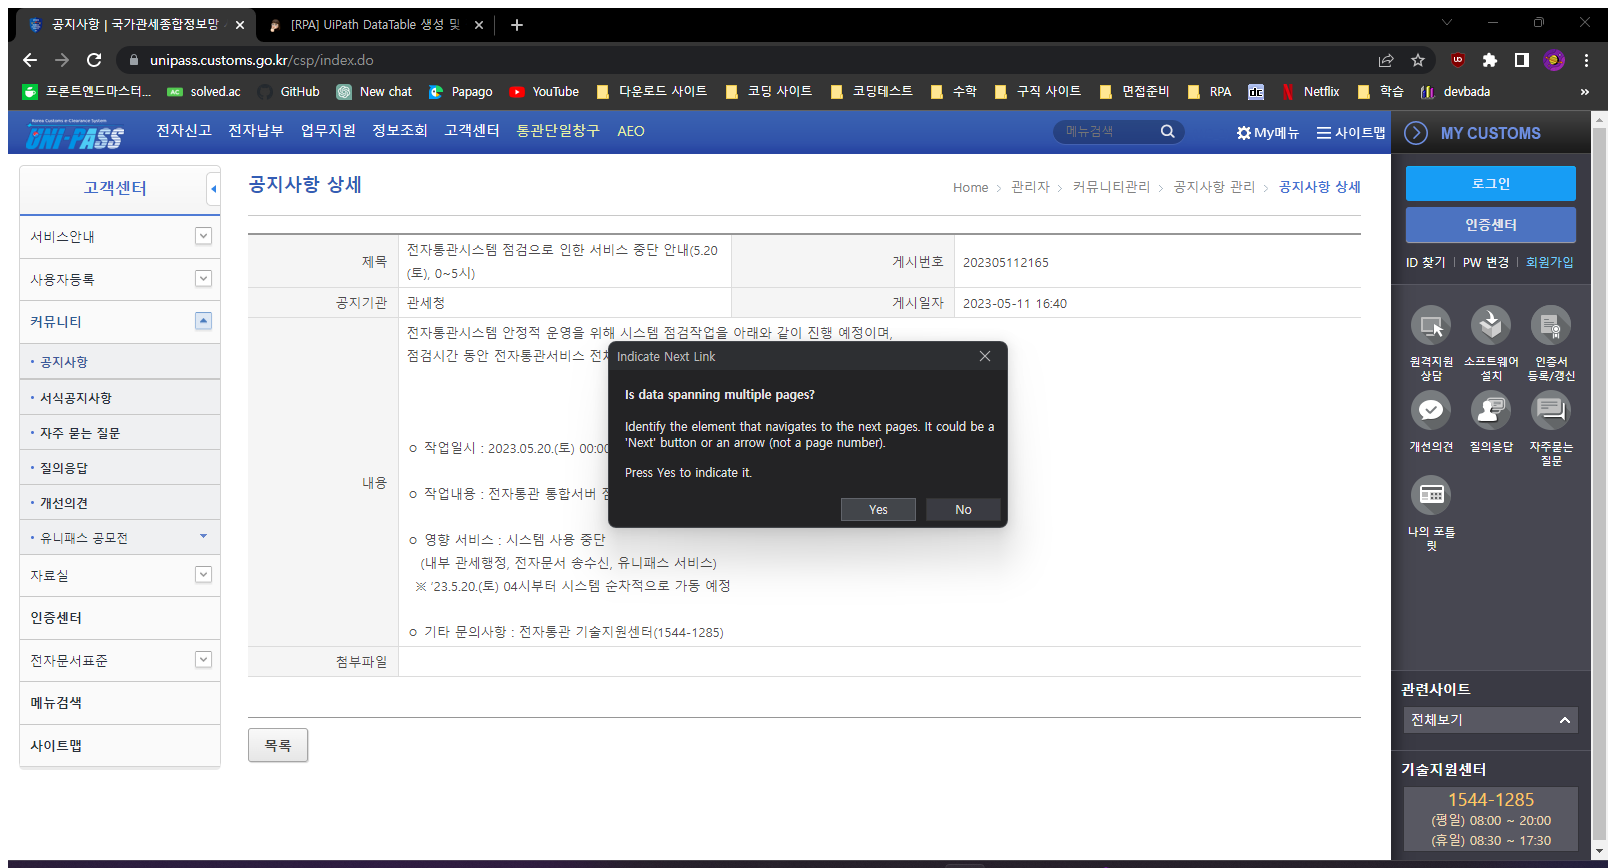 공지사항 | 국가관세종합정보망
[RPA] UiPath DataTable 생성 및
unipass.customs.go.kr/csp/index.do
프론트엔드마스터...
solved.ac
GitHub
New chat
Papago
YouTube
다운로드 사이트
코딩 사이트
코딩테스트
수학
구직 사이트
면접준비
RPA
Netflix
학습
devbada
»
Korea Customs e-Clearance System
UNI-PASS
전자신고
전자납부
업무지원
정보조회
고객센터
통관단일창구
AEO
메뉴검색
My메뉴
사이트맵
MY CUSTOMS
고객센터
서비스안내
사용자등록
커뮤니티
· 공지사항
· 서식공지사항
· 자주 묻는 질문
· 질의응답
· 개선의견
· 유니패스 공모전
자료실
인증센터
전자문서표준
메뉴검색
사이트맵
공지사항 상세
Home > 관리자 > 커뮤니티관리 > 공지사항 관리 > 공지사항 상세
제목
전자통관시스템 점검으로 인한 서비스 중단 안내(5.20
(토), 0~5시)
게시번호
202305112165
공지기관
관세청
게시일자
2023-05-11 16:40
내용
전자통관시스템 안정적 운영을 위해 시스템 점검작업을 아래와 같이 진행 예정이며,
점검시간 동안 전자통관서비스
ㅇ 작업일시 : 2023.05.20.(토) 00:00
ㅇ 작업내용 : 전자통관 통합서버
ㅇ 영향 서비스 : 시스템 사용 중단
(내부 관세행정, 전자문서 송수신, 유니패스 서비스)
※ '23.5.20.(토) 04시부터 시스템 순차적으로 가동 예정
ㅇ 기타 문의사항 : 전자통관 기술지원센터(1544-1285)
첨부파일
목록
Indicate Next Link
Is data spanning multiple pages?
Identify the element that navigates to the next pages. It could be a
'Next' button or an arrow (not a page number).
Press Yes to indicate it.
Yes
No
로그인
인증센터
ID 찾기 | PW 변경 | 회원가입
원격지원
상담
소프트웨어
설치
인증서
등록/갱신
개선의견
질의응답
자주묻는
질문
나의 포틀
릿
관련사이트
전체보기
기술지원센터
1544-1285
(평일) 08:00 ~ 20:00
(휴일) 08:30 ~ 17:30